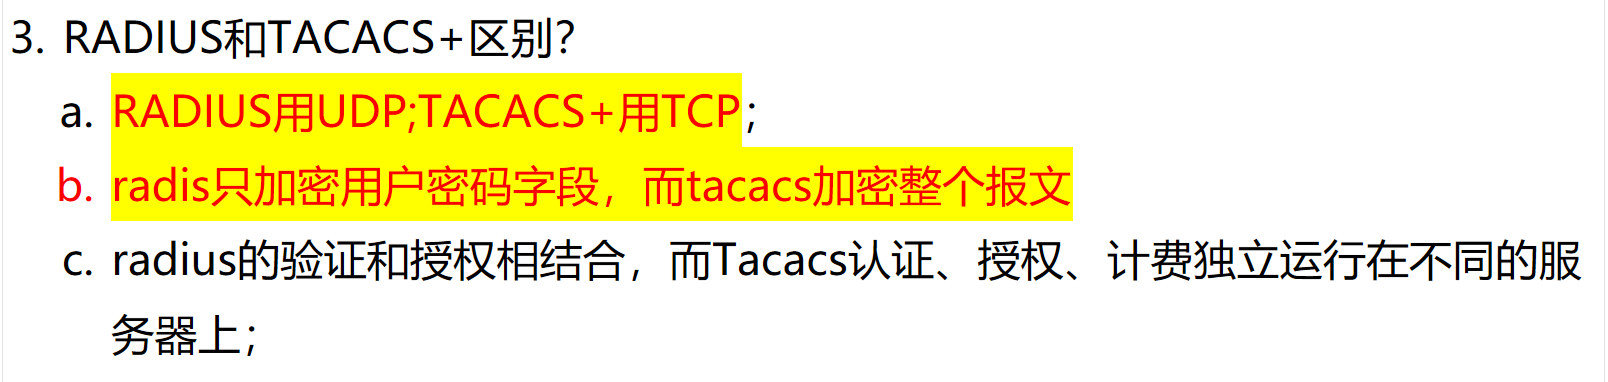 3. RADIUS和TACACS+区别？
a. RADIUS用UDP;TACACS+用TCP；
b. radis只加密用户密码字段，而tacacs加密整个报文
c. radius的验证和授权相结合，而Tacacs认证、授权、计费独立运行在不同的服
务器上；